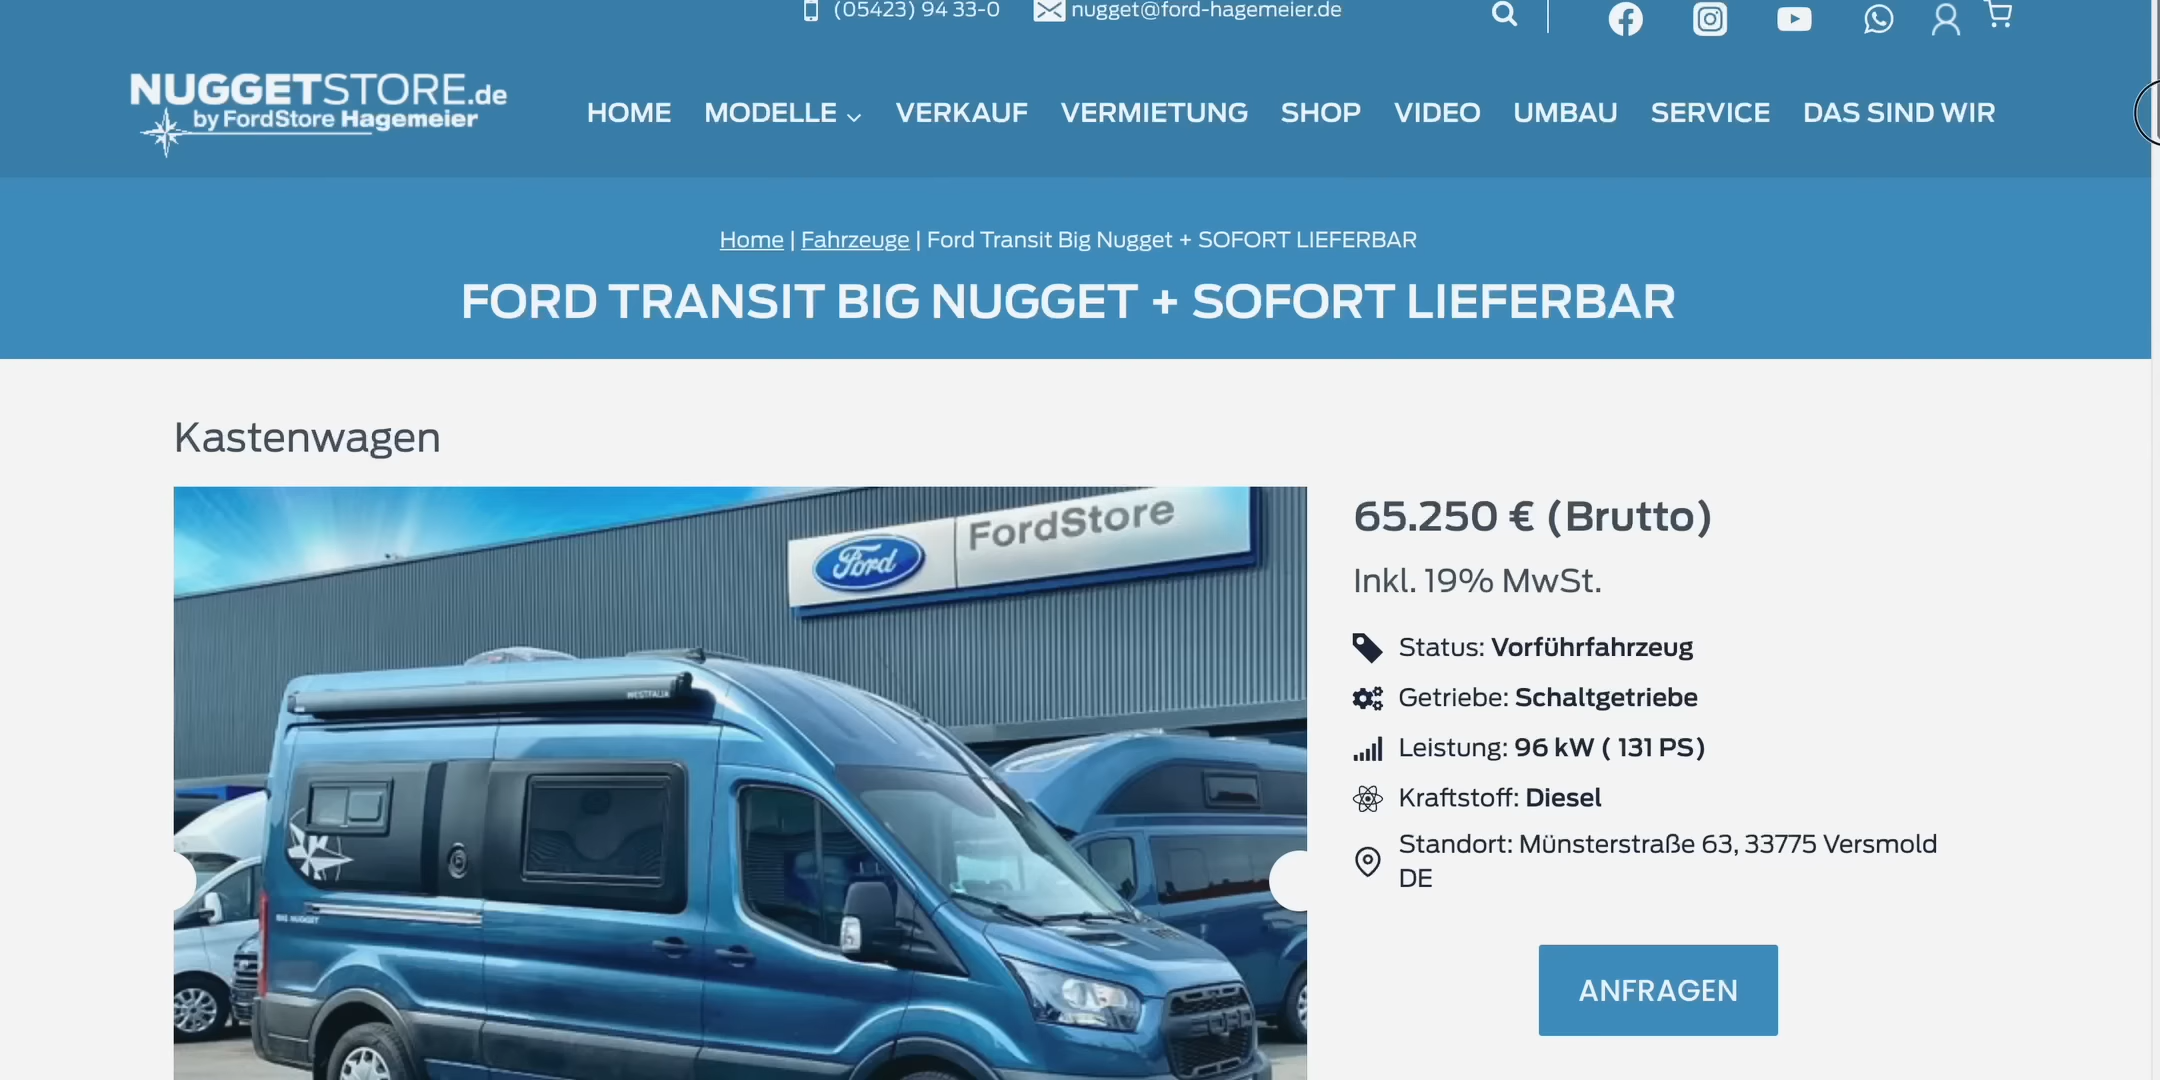 (05423) 94 33-0 nugget@ford-hagemeier.de
NUGGETSTORE.de
by FordStore Hagemeier
HOME MODELLE VERKAUF VERMIETUNG SHOP VIDEO UMBAU SERVICE DAS SIND WIR
Home | Fahrzeuge | Ford Transit Big Nugget + SOFORT LIEFERBAR
FORD TRANSIT BIG NUGGET + SOFORT LIEFERBAR
Kastenwagen
Ford FordStore
WESTFALIA
BIG NUGGET
65.250 € (Brutto)
Inkl. 19% MwSt.
Status: Vorführfahrzeug
Getriebe: Schaltgetriebe
Leistung: 96 kW ( 131 PS)
Kraftstoff: Diesel
Standort: Münsterstraße 63, 33775 Versmold
DE
ANFRAGEN